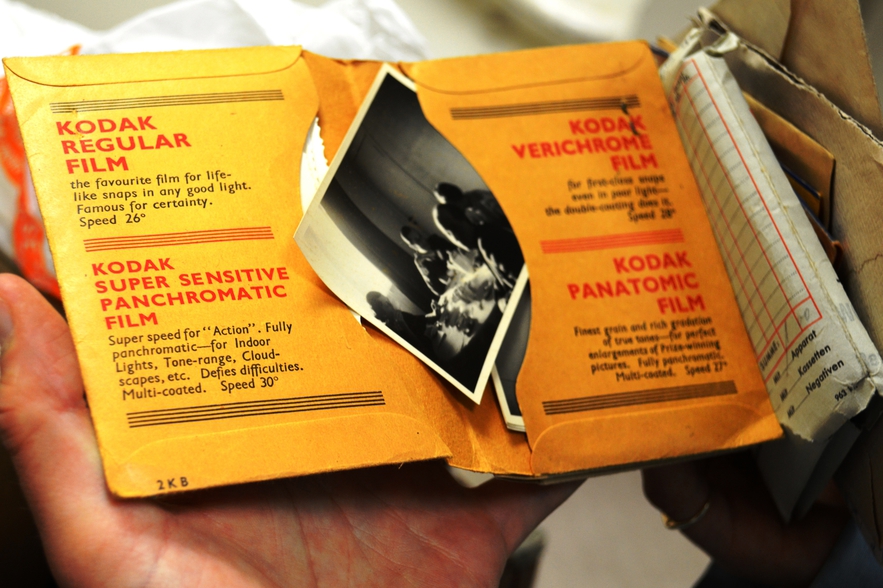 KODAK
REGULAR
FILM
the favourite film for life-
like snaps in any good light.
Famous for certainty.
Speed 26°
KODAK
SUPER SENSITIVE
PANCHROMATIC
FILM
Super speed for "Action". Fully
panchromatic—for Indoor
Lights, Tone-range, Cloud-
scapes, etc. Defies difficulties.
Multi-coated. Speed 30°
2 K B
KODAK
VERICHROME
FILM
for first-class snaps
even in poor light—
the double-coating does it.
Speed 28°
KODAK
PANATOMIC
FILM
Finest grain and rich gradation
of true tones—for perfect
enlargements of Prize-winning
pictures. Fully panchromatic.
Multi-coated. Speed 27°
Apparat
Kassetten
Negativen